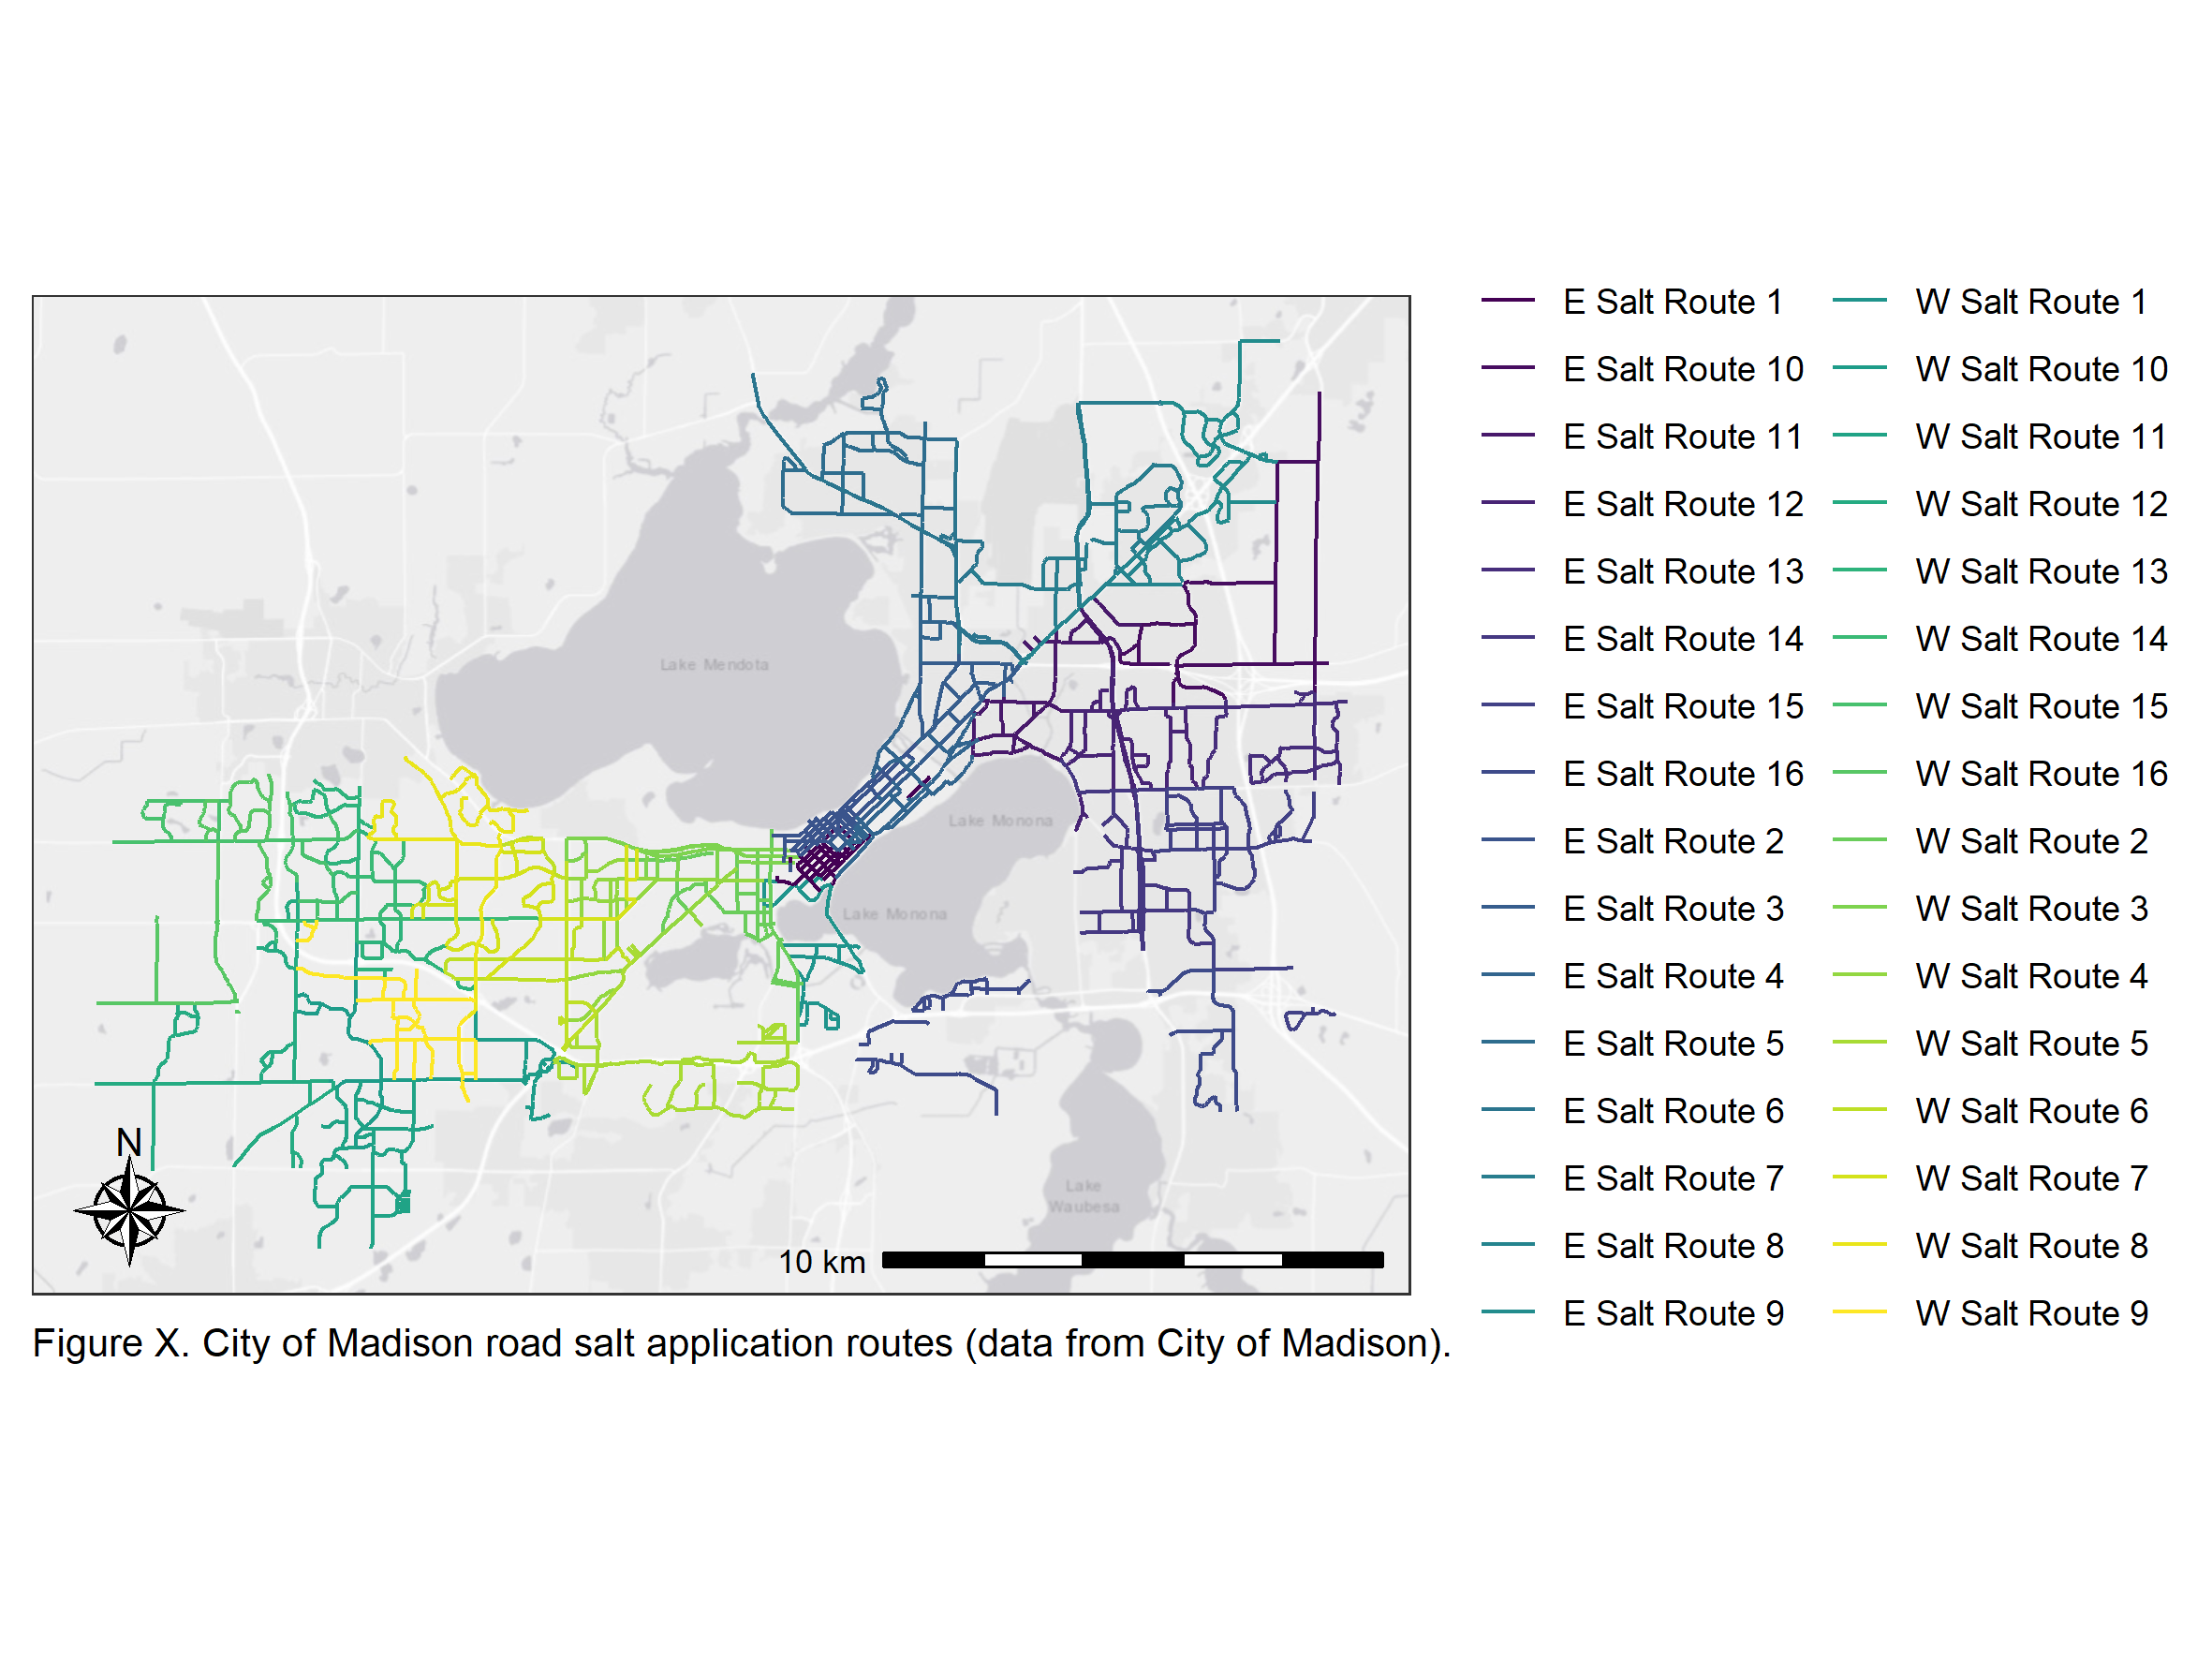 Lake Mendota
Lake Monona
Lake Monona
Lake
Waubesa
N
10 km
E Salt Route 1
E Salt Route 10
E Salt Route 11
E Salt Route 12
E Salt Route 13
E Salt Route 14
E Salt Route 15
E Salt Route 16
E Salt Route 2
E Salt Route 3
E Salt Route 4
E Salt Route 5
E Salt Route 6
E Salt Route 7
E Salt Route 8
E Salt Route 9
W Salt Route 1
W Salt Route 10
W Salt Route 11
W Salt Route 12
W Salt Route 13
W Salt Route 14
W Salt Route 15
W Salt Route 16
W Salt Route 2
W Salt Route 3
W Salt Route 4
W Salt Route 5
W Salt Route 6
W Salt Route 7
W Salt Route 8
W Salt Route 9
Figure X. City of Madison road salt application routes (data from City of Madison).